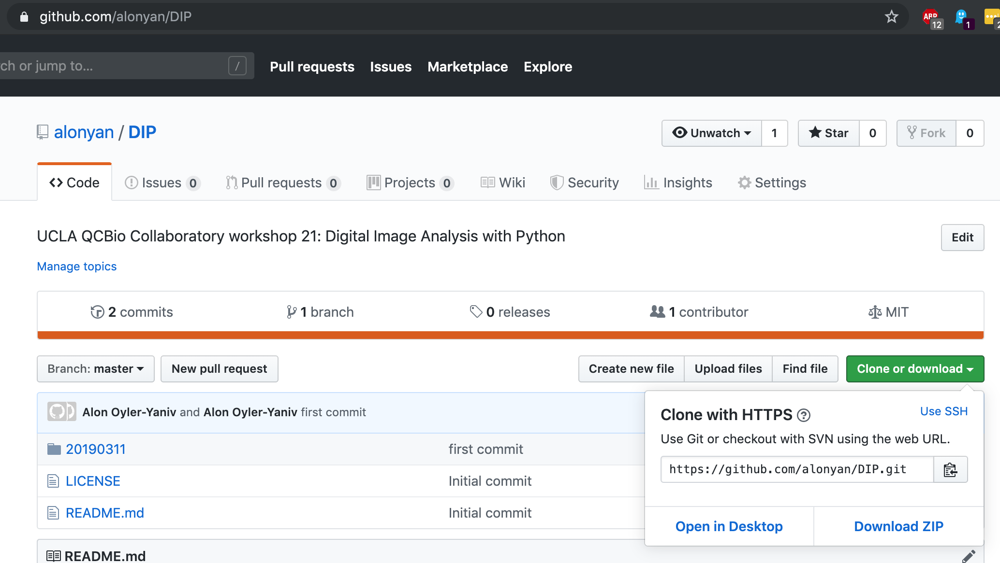 github.com/alonyan/DIP
ABP 12 1
ch or jump to... /
Pull requests Issues Marketplace Explore
alonyan / DIP
Unwatch 1 Star 0 Fork 0
Code Issues 0 Pull requests 0 Projects 0 Wiki Security Insights Settings
UCLA QCBio Collaboratory workshop 21: Digital Image Analysis with Python
Edit
Manage topics
2 commits 1 branch 0 releases 1 contributor MIT
Branch: master New pull request Create new file Upload files Find file Clone or download
Alon Oyler-Yaniv and Alon Oyler-Yaniv first commit
20190311 first commit
LICENSE Initial commit
README.md Initial commit
Clone with HTTPS ? Use SSH
Use Git or checkout with SVN using the web URL.
https://github.com/alonyan/DIP.git
Open in Desktop Download ZIP
README.md